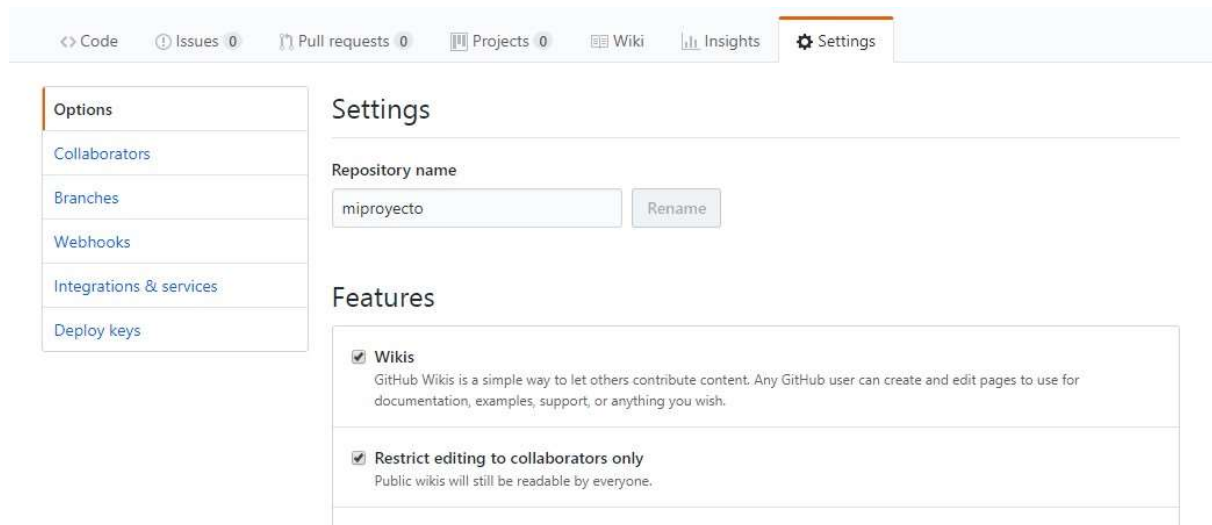 <> Code Issues 0 Pull requests 0 Projects 0 Wiki Insights Settings
Options
Collaborators
Branches
Webhooks
Integrations & services
Deploy keys
Settings
Repository name
miproyecto Rename
Features
Wikis
GitHub Wikis is a simple way to let others contribute content. Any GitHub user can create and edit pages to use for
documentation, examples, support, or anything you wish.
Restrict editing to collaborators only
Public wikis will still be readable by everyone.